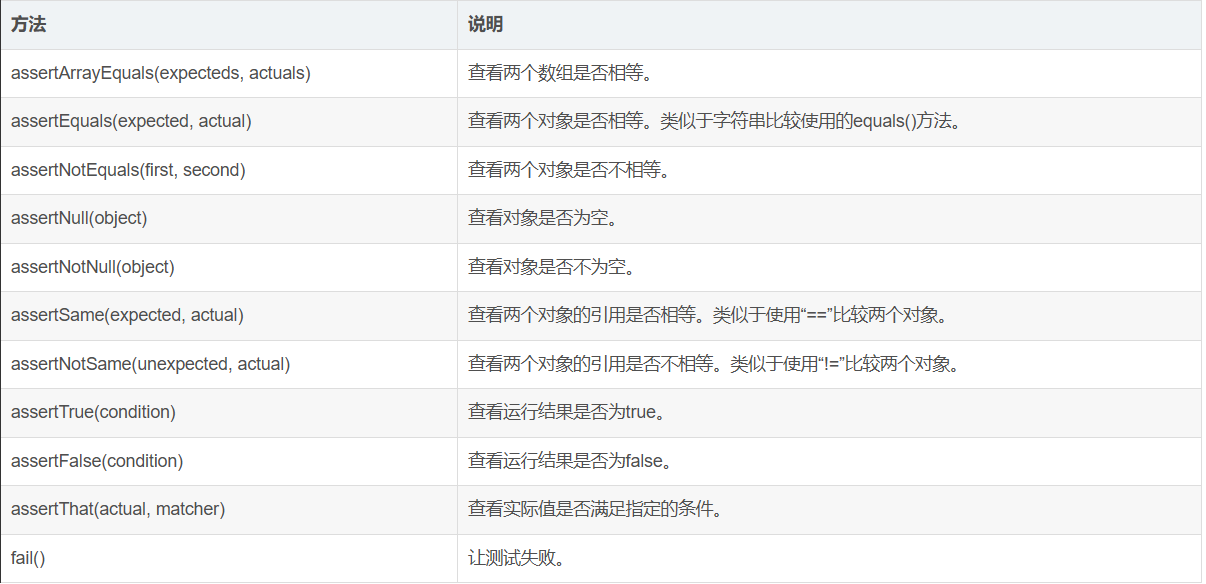 方法 说明
assertArrayEquals(expecteds, actuals) 查看两个数组是否相等。
assertEquals(expected, actual) 查看两个对象是否相等。类似于字符串比较使用的equals()方法。
assertNotEquals(first, second) 查看两个对象是否不相等。
assertNull(object) 查看对象是否为空。
assertNotNull(object) 查看对象是否不为空。
assertSame(expected, actual) 查看两个对象的引用是否相等。类似于使用“==”比较两个对象。
assertNotSame(unexpected, actual) 查看两个对象的引用是否不相等。类似于使用“!=”比较两个对象。
assertTrue(condition) 查看运行结果是否为true。
assertFalse(condition) 查看运行结果是否为false。
assertThat(actual, matcher) 查看实际值是否满足指定的条件。
fail() 让测试失败。